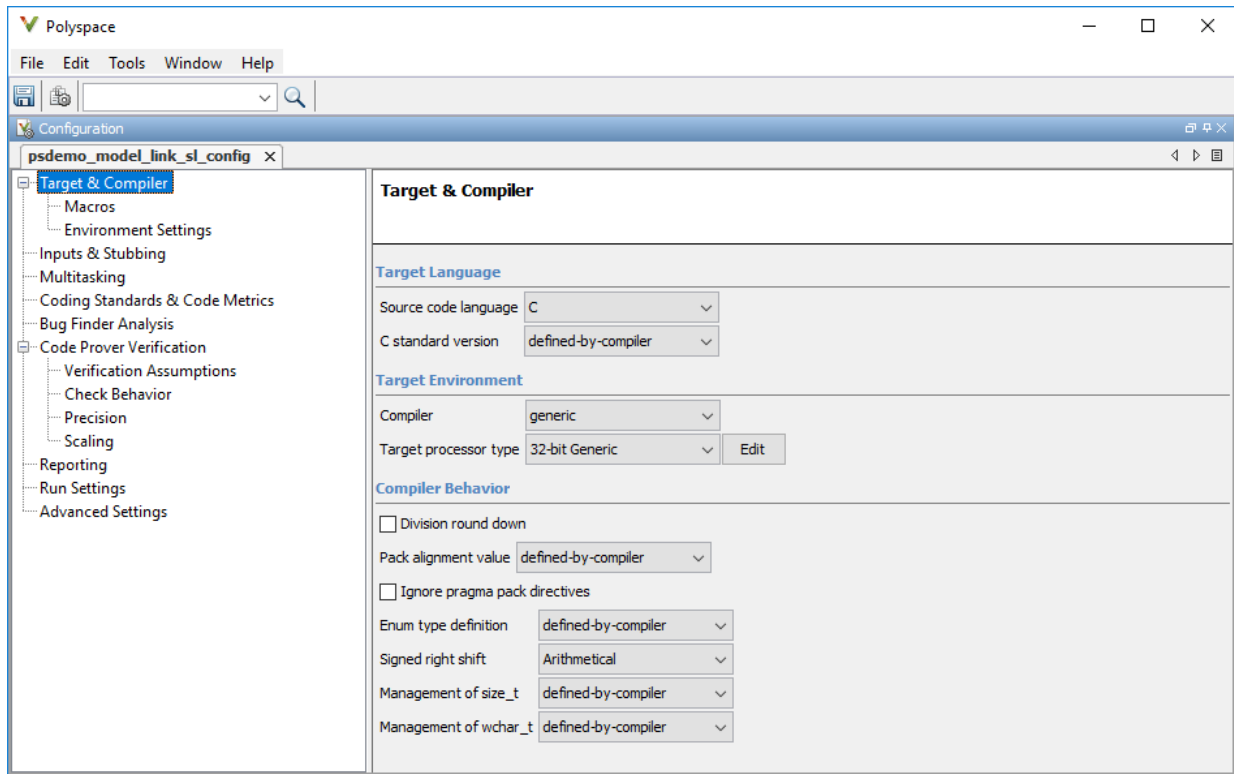 Polyspace
File Edit Tools Window Help
Configuration
psdemo_model_link_sl_config
Target & Compiler
Macros
Environment Settings
Inputs & Stubbing
Multitasking
Coding Standards & Code Metrics
Bug Finder Analysis
Code Prover Verification
Verification Assumptions
Check Behavior
Precision
Scaling
Reporting
Run Settings
Advanced Settings
Target & Compiler
Target Language
Source code language C
C standard version defined-by-compiler
Target Environment
Compiler generic
Target processor type 32-bit Generic Edit
Compiler Behavior
Division round down
Pack alignment value defined-by-compiler
Ignore pragma pack directives
Enum type definition defined-by-compiler
Signed right shift Arithmetical
Management of size_t defined-by-compiler
Management of wchar_t defined-by-compiler